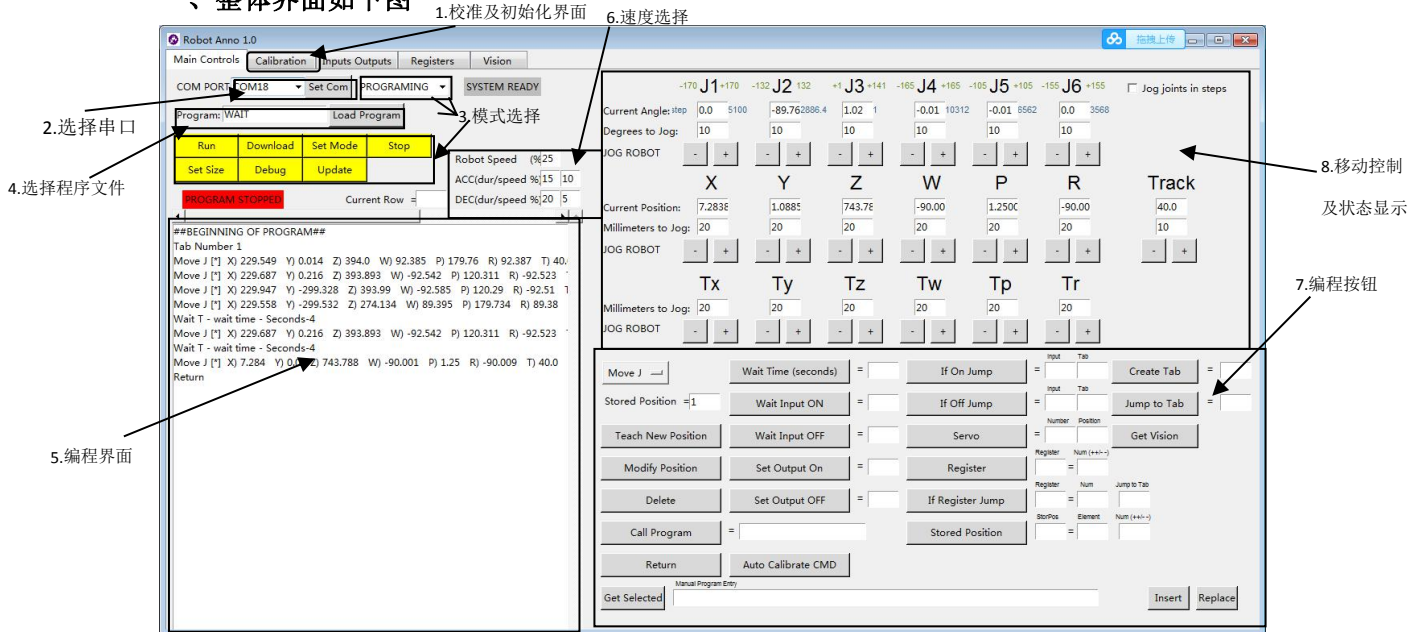 、整体界面如下图
1.校准及初始化界面
6.速度选择
2.选择串口
3.模式选择
4.选择程序文件
5.编程界面
7.编程按钮
8.移动控制
及状态显示
Robot Anno 1.0
拖拽上传
Main Controls Calibration Inputs Outputs Registers Vision
COM PORT COM18 Set Com PROGRAMING SYSTEM READY
Program: WAIT Load Program
Run Download Set Mode Stop
Set Size Debug Update
Robot Speed (% 25
ACC(dur/speed % 15 10
DEC(dur/speed % 20 5
PROGRAM STOPPED Current Row =
##BEGINNING OF PROGRAM##
Tab Number 1
Move J [*] X) 229.549 Y) 0.014 Z) 394.0 W) 92.385 P) 179.76 R) 92.387 T) 40.
Move J [*] X) 229.687 Y) 0.216 Z) 393.893 W) -92.542 P) 120.311 R) -92.523
Move J [*] X) 229.947 Y) -299.328 Z) 393.99 W) -92.585 P) 120.29 R) -92.51 T
Move J [*] X) 229.558 Y) -299.532 Z) 274.134 W) 89.395 P) 179.734 R) 89.38
Wait T - wait time - Seconds-4
Move J [*] X) 229.687 Y) 0.216 Z) 393.893 W) -92.542 P) 120.311 R) -92.523
Wait T - wait time - Seconds-4
Move J [*] X) 7.284 Y) 0.0 Z) 743.788 W) -90.001 P) 1.25 R) -90.009 T) 40.0
Return
-170 J1 +170 -132 J2 132 +1 J3 +141 -165 J4 +165 -105 J5 +105 -155 J6 +155 Jog joints in steps
Current Angle: step 0.0 5100 -89.76 2886.4 1.02 1 -0.01 10312 -0.01 6562 0.0 3568
Degrees to Jog: 10 10 10 10 10 10
JOG ROBOT - + - + - + - + - + - +
X Y Z W P R Track
Current Position: 7.2838 1.0885 743.78 -90.00 1.2500 -90.00 40.0
Millimeters to Jog: 20 20 20 20 20 20 10
JOG ROBOT - + - + - + - + - + - + - +
Tx Ty Tz Tw Tp Tr
Millimeters to Jog: 20 20 20 20 20 20
JOG ROBOT - + - + - + - + - + - +
Input Tab
Move J Wait Time (seconds) = If On Jump = Create Tab =
Input Tab
Stored Position =1 Wait Input ON = If Off Jump = Jump to Tab =
Number Position
Teach New Position Wait Input OFF = Servo = Get Vision
Register Num (++/--)
Modify Position Set Output On = Register =
Register Num Jump to Tab
Delete Set Output OFF = If Register Jump =
StorPos Element Num (++/--)
Call Program = Stored Position =
Return Auto Calibrate CMD
Manual Program Entry
Get Selected Insert Replace